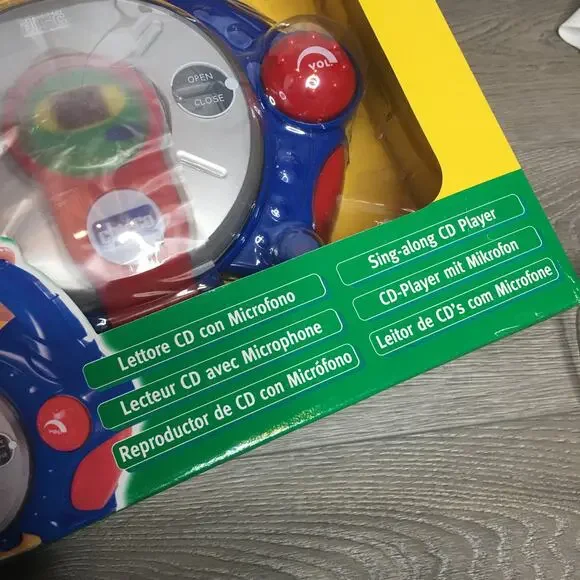 VOL.
OPEN
CLOSE
Lettore CD con Microfono
Lecteur CD avec Microphone
Reproductor de CD con Micrófono
Sing-along CD Player
CD-Player mit Mikrofon
Leitor de CD's com Microfone